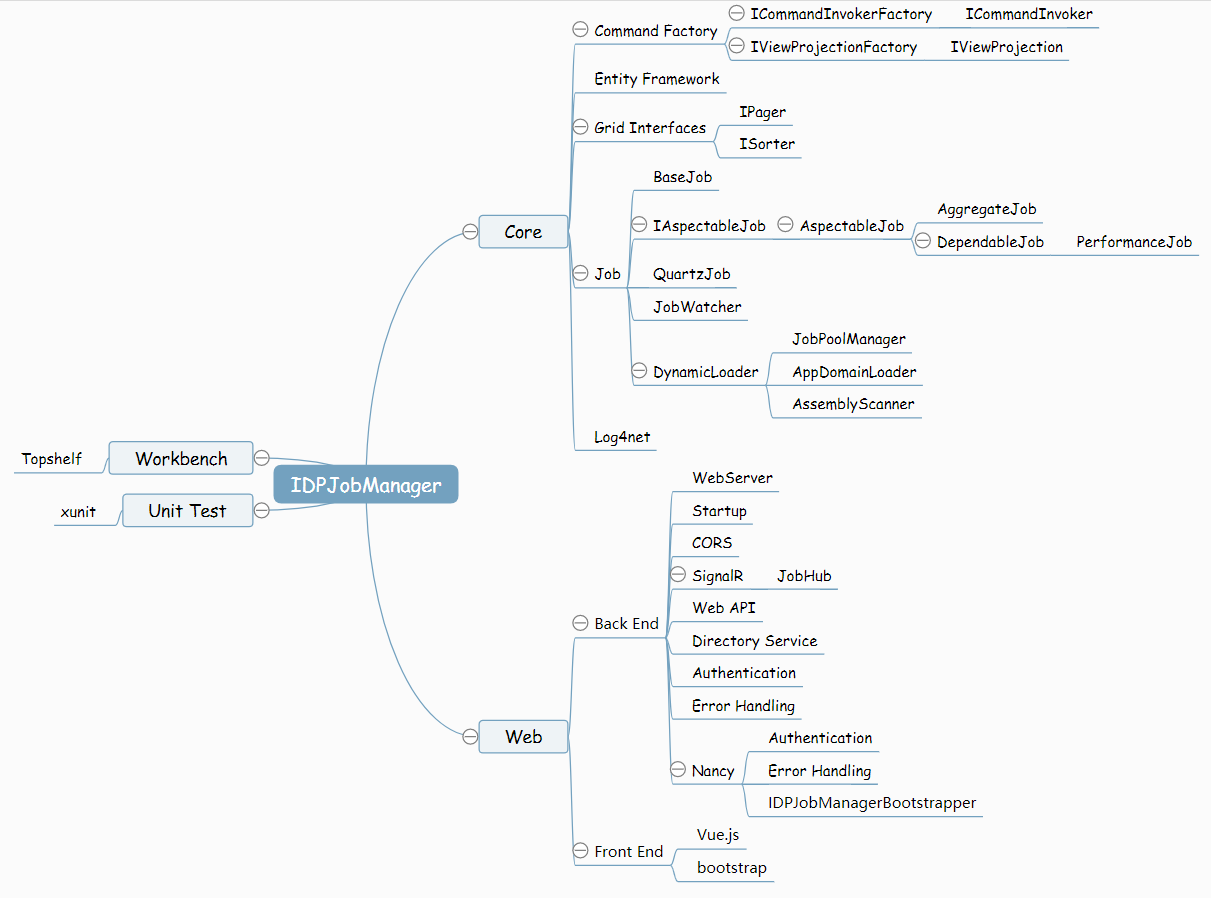 ICommandInvokerFactory ICommandInvoker
Command Factory
IViewProjectionFactory IViewProjection
Entity Framework
IPager
Grid Interfaces
ISorter
BaseJob
AggregateJob
IAspectableJob AspectableJob
DependableJob PerformanceJob
Core
Job
QuartzJob
JobWatcher
JobPoolManager
DynamicLoader
AppDomainLoader
AssemblyScanner
Log4net
Topshelf
Workbench
IDPJobManager
xunit
Unit Test
WebServer
Startup
CORS
SignalR JobHub
Web API
Back End
Directory Service
Authentication
Error Handling
Web
Authentication
Nancy
Error Handling
IDPJobManagerBootstrapper
Vue.js
Front End
bootstrap